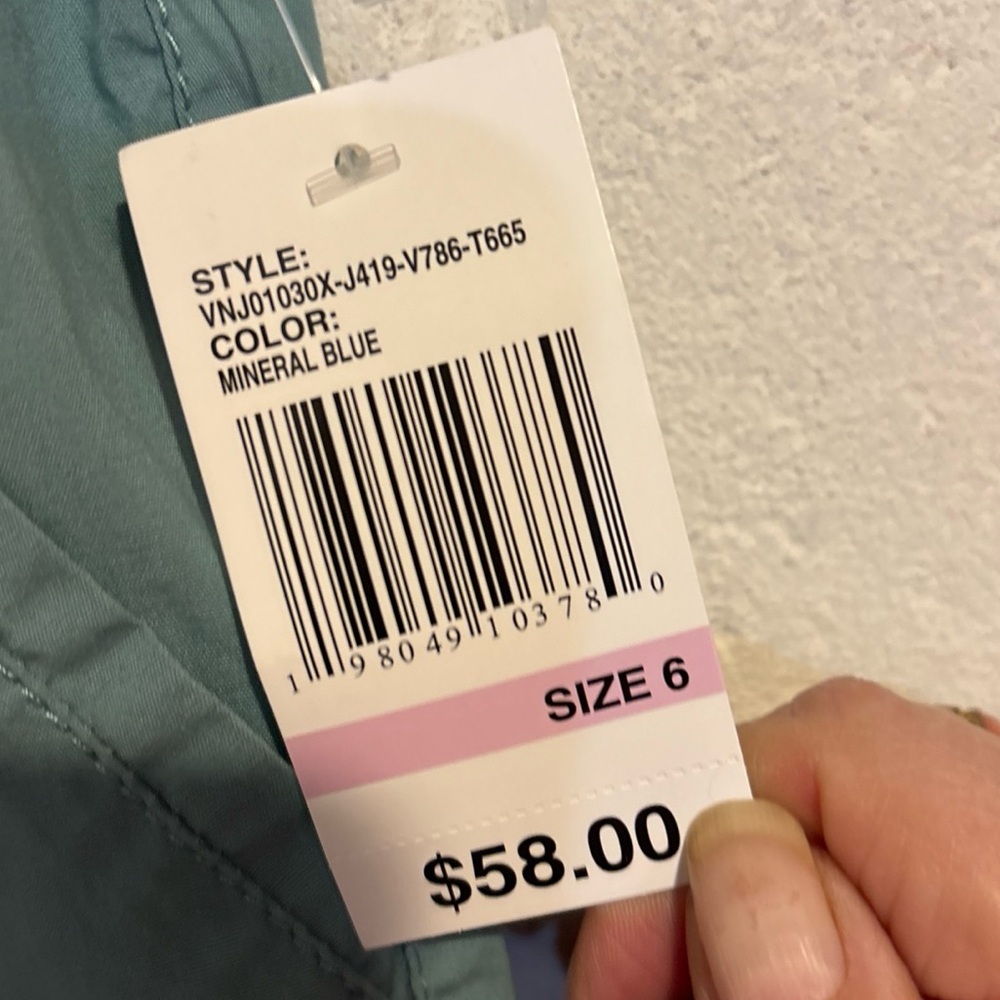 STYLE:
VNJ01030X-J419-V786-T665
COLOR:
MINERAL BLUE
1 98049 10378 0
SIZE 6
$58.00